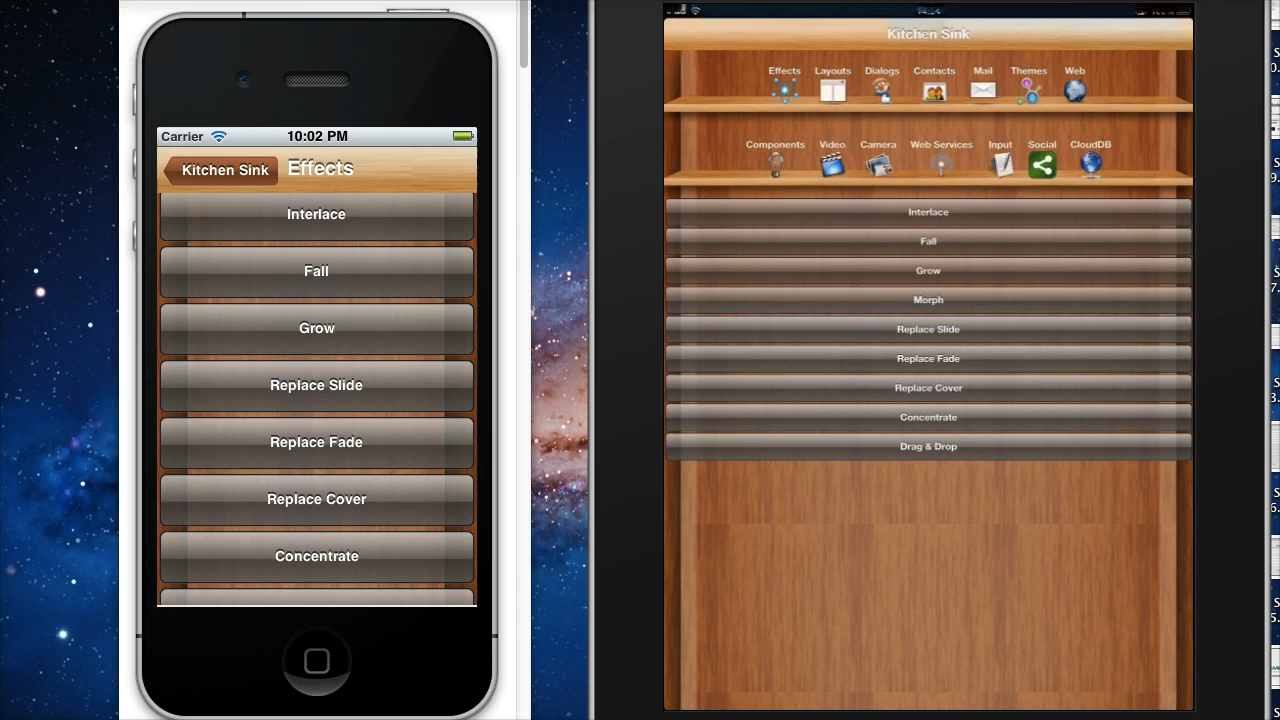 Carrier 10:02 PM
Kitchen Sink Effects
Interlace
Fall
Grow
Replace Slide
Replace Fade
Replace Cover
Concentrate
Kitchen Sink
Effects Layouts Dialogs Contacts Mail Themes Web
Components Video Camera Web Services Input Social CloudDB
Interlace
Fall
Grow
Morph
Replace Slide
Replace Fade
Replace Cover
Concentrate
Drag & Drop